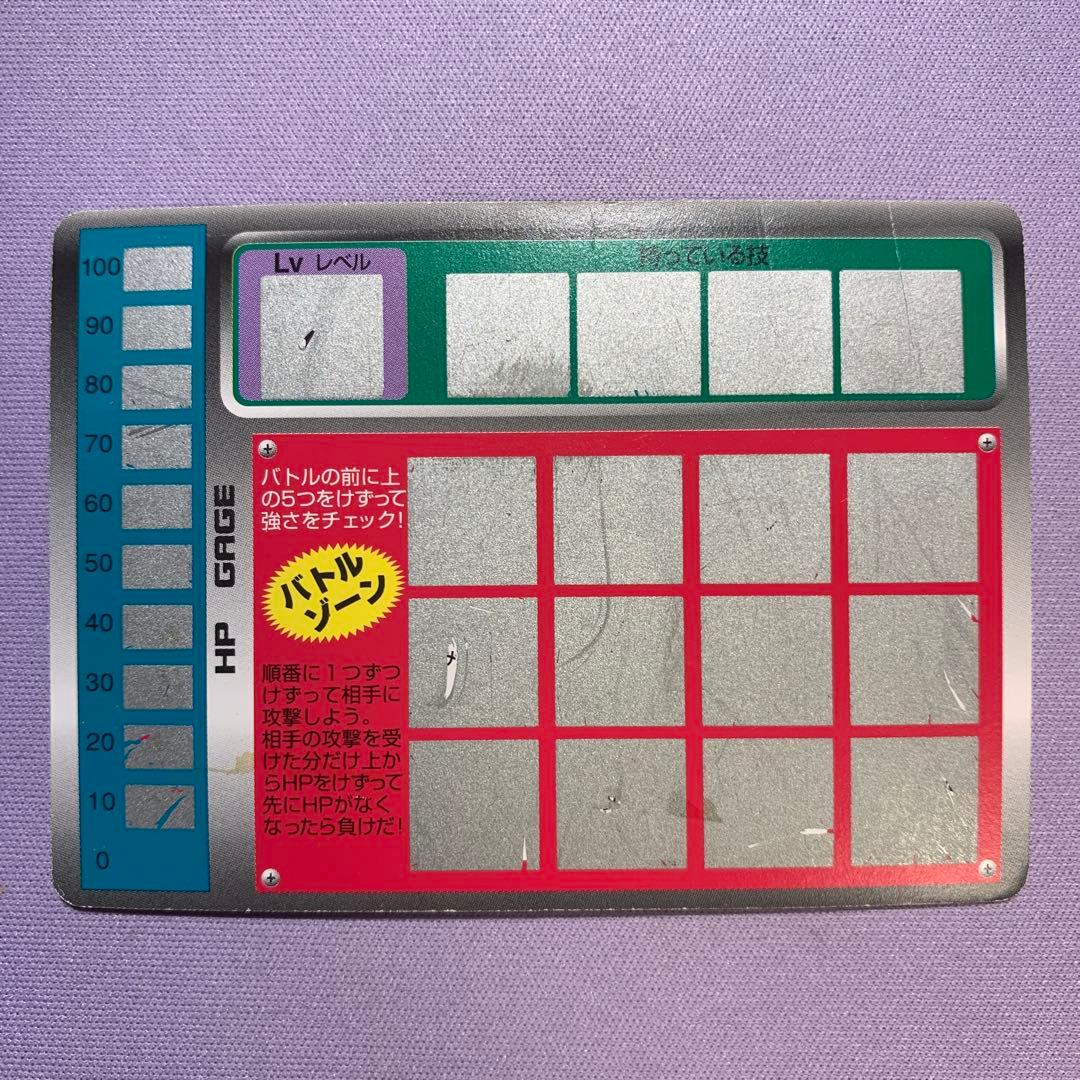 100
90
80
70
60
50
40
30
20
10
0
HP GAGE
Lv レベル
持っている技
バトルの前に上
の5つをけずって
強さをチェック!
バトル
ゾーン
順番に1つずつ
けずって相手に
攻撃しよう。
相手の攻撃を受
けた分だけ上か
らHPをけずって
先にHPがなく
なったら負けだ!